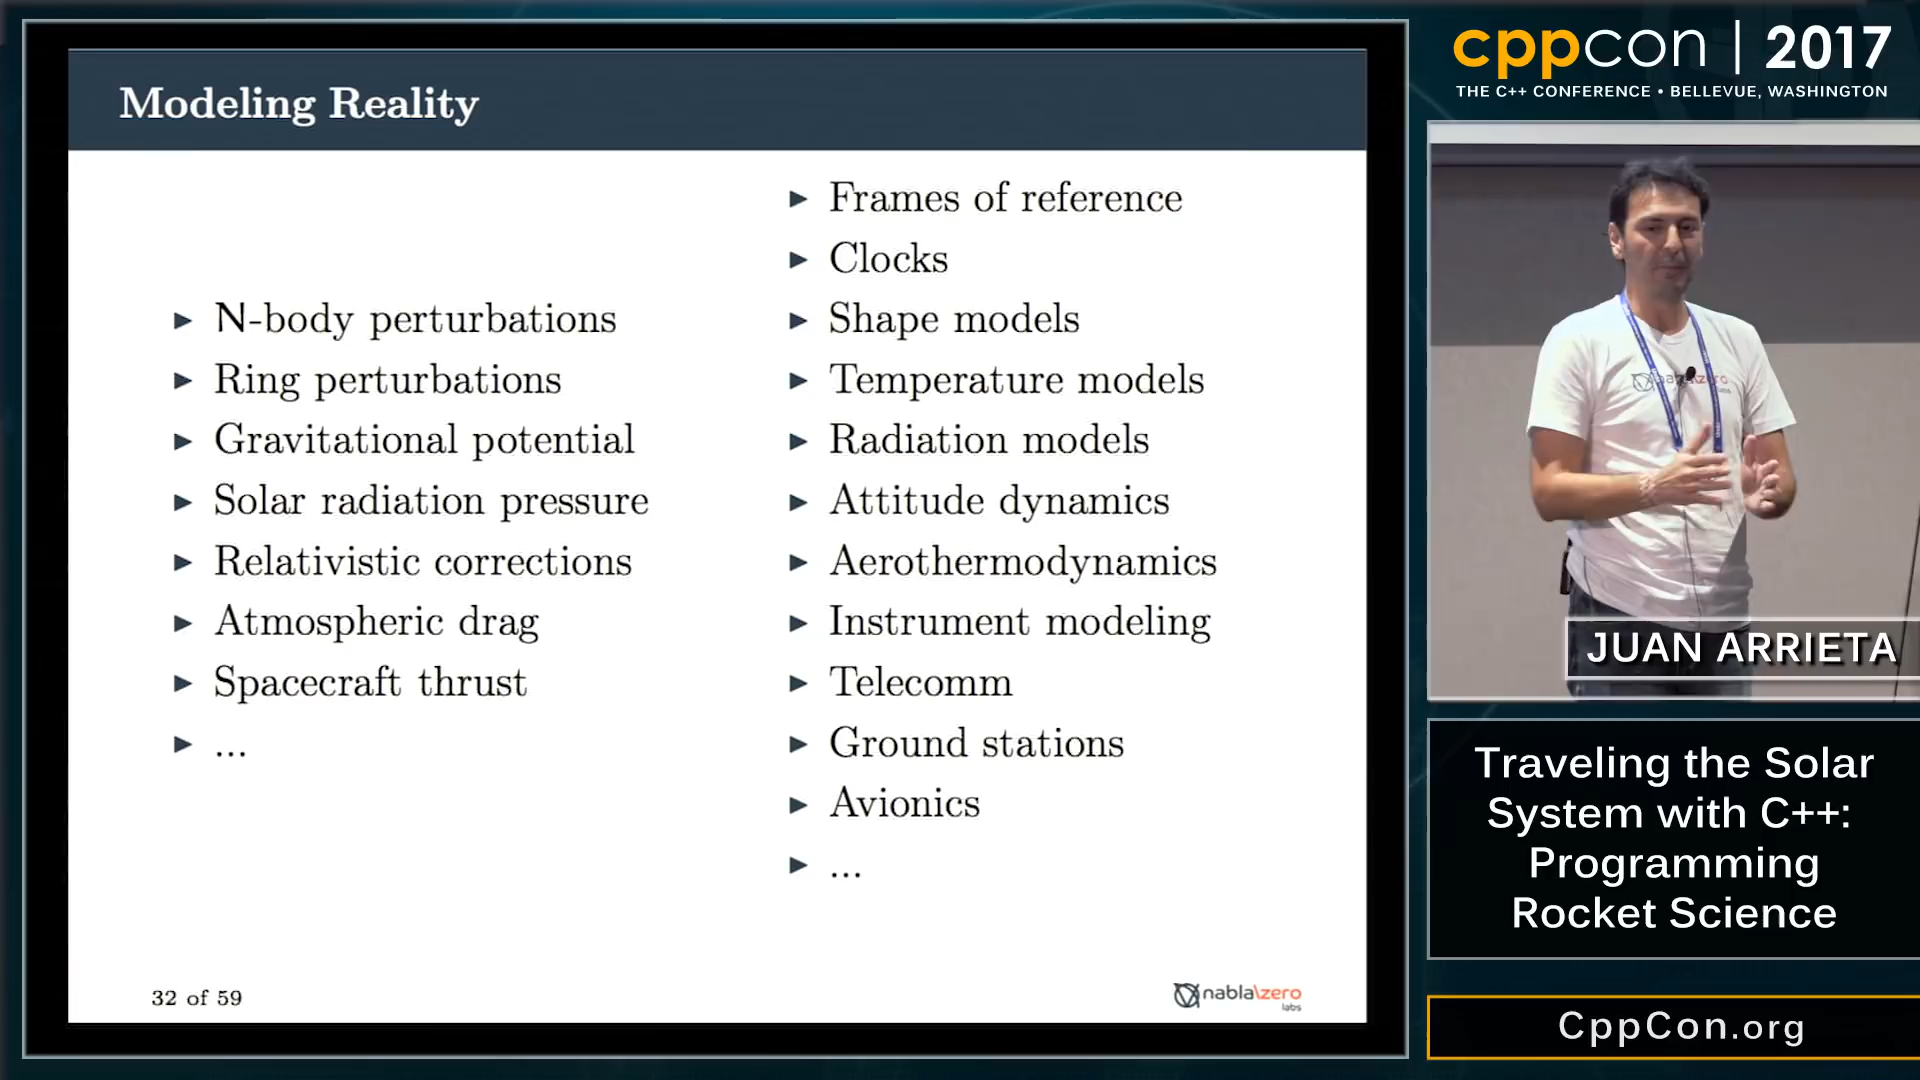 Modeling Reality
N-body perturbations
Ring perturbations
Gravitational potential
Solar radiation pressure
Relativistic corrections
Atmospheric drag
Spacecraft thrust
...
Frames of reference
Clocks
Shape models
Temperature models
Radiation models
Attitude dynamics
Aerothermodynamics
Instrument modeling
Telecomm
Ground stations
Avionics
...
32 of 59
nabla\zero
labs
cppcon | 2017
THE C++ CONFERENCE • BELLEVUE, WASHINGTON
nabla\zero
labs
JUAN ARRIETA
Traveling the Solar
System with C++:
Programming
Rocket Science
CppCon.org